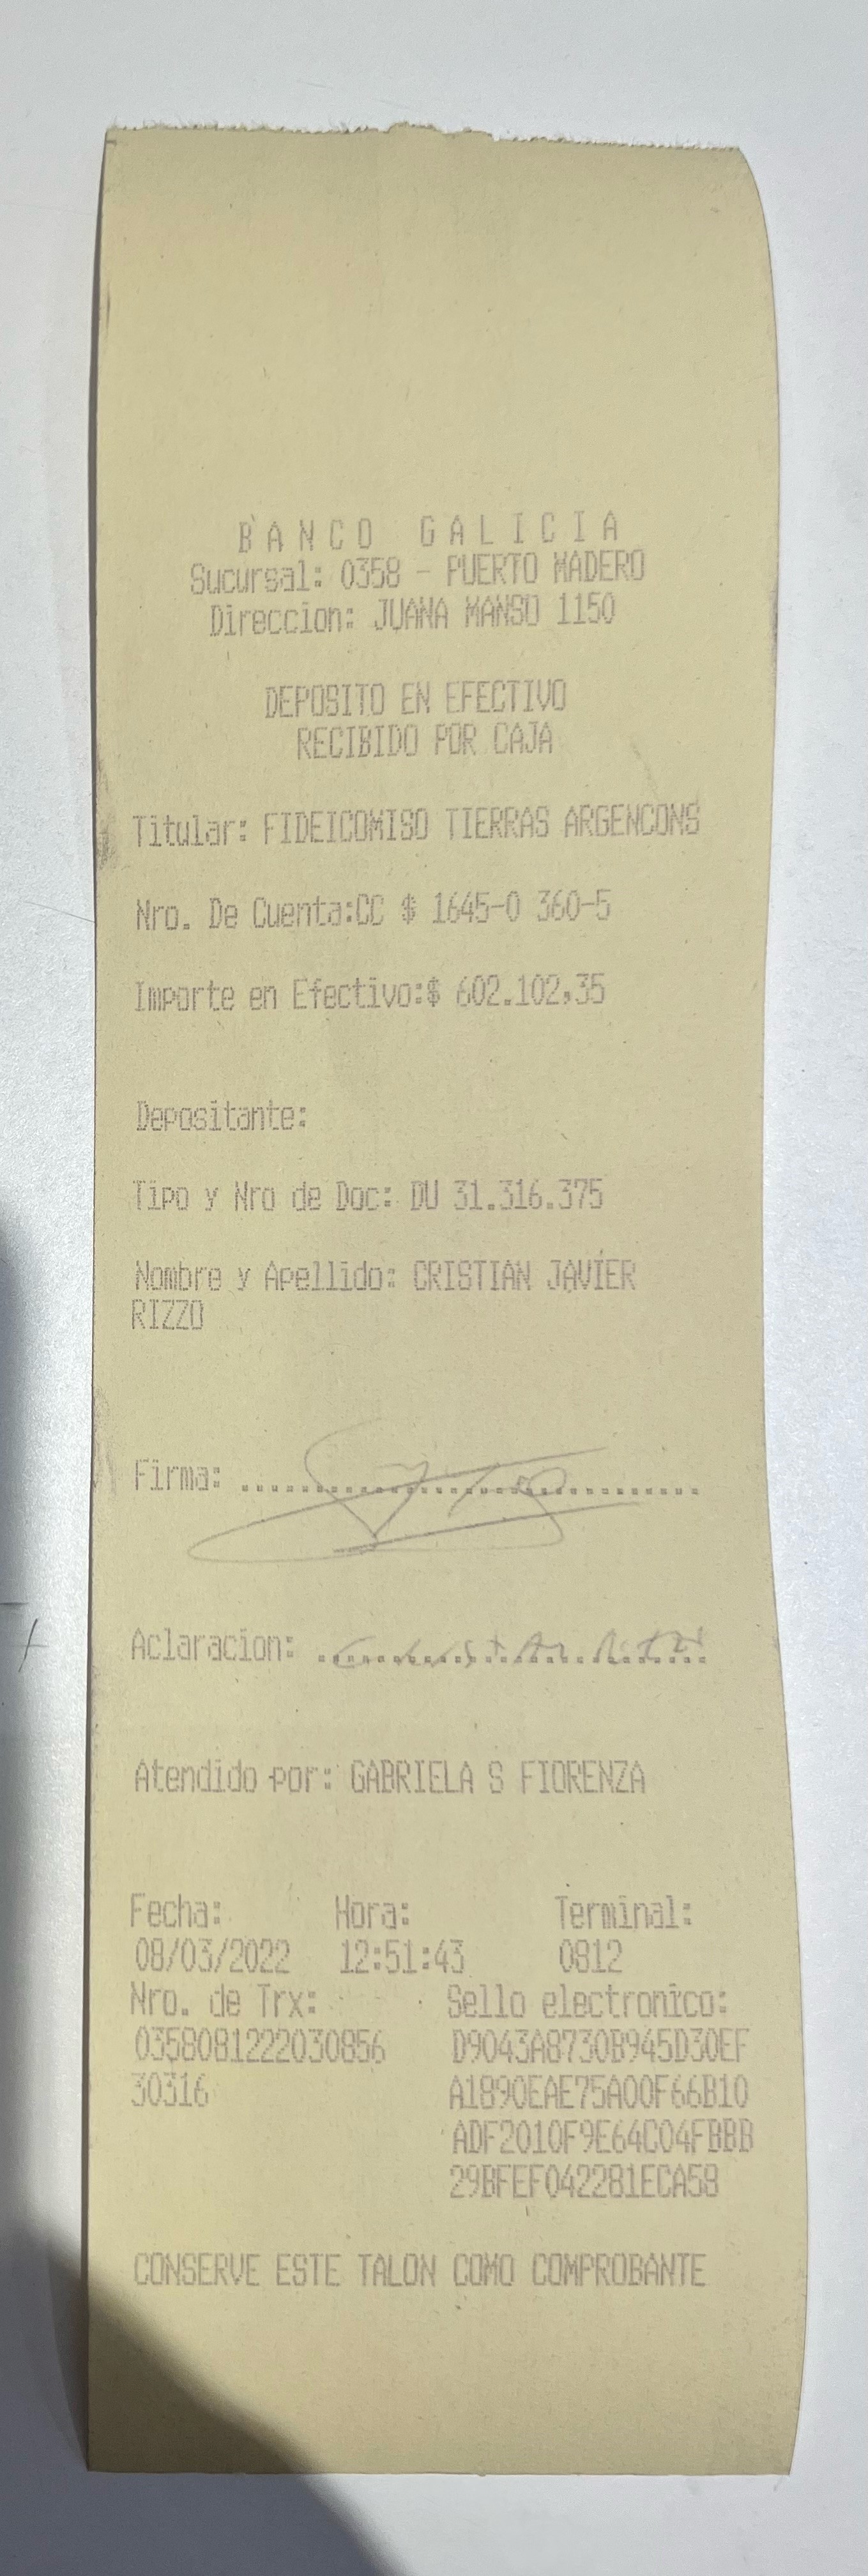 BANCO GALICIA
Sucursal: 0358 - PUERTO MADERO
Direccion: JUANA MANSO 1150
DEPOSITO EN EFECTIVO
RECIBIDO POR CAJA
Titular: FIDEICOMISO TIERRAS ARGENCONS
Nro. De Cuenta:CC $ 1645-0 360-5
Importe en Efectivo:$ 602.102,35
Depositante:
Tipo y Nro de Doc: DU 31.316.375
Nombre y Apellido: CRISTIAN JAVIER
RIZZO
Firma:
Aclaracion:
Atendido por: GABRIELA S FIORENZA
Fecha: Hora: Terminal:
08/03/2022 12:51:43 0812
Nro. de Trx: Sello electronico:
0358081222030856 D9043A8730B945D30EF
30316 A1890EAE75A00F66B10
ADF2010F9E64C04FBBB
29BFEF042281ECA58
CONSERVE ESTE TALON COMO COMPROBANTE